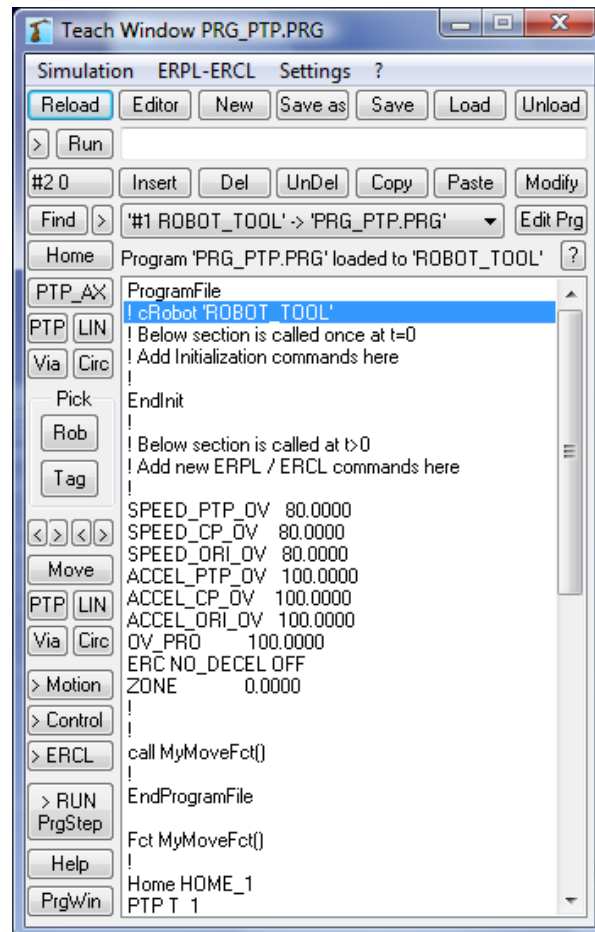 Teach Window PRG_PTP.PRG
Simulation ERPL-ERCL Settings ?
Reload Editor New Save as Save Load Unload
> Run
#2 0 Insert Del UnDel Copy Paste Modify
Find > '#1 ROBOT_TOOL' -> 'PRG_PTP.PRG' Edit Prg
Home Program 'PRG_PTP.PRG' loaded to 'ROBOT_TOOL' ?
PTP_AX
PTP LIN
Via Circ
Pick
Rob
Tag
< > < >
Move
PTP LIN
Via Circ
> Motion
> Control
> ERCL
> RUN
PrgStep
Help
PrgWin
ProgramFile
! cRobot 'ROBOT_TOOL'
! Below section is called once at t=0
! Add Initialization commands here
!
EndInit
!
! Below section is called at t>0
! Add new ERPL / ERCL commands here
!
SPEED_PTP_OV 80.0000
SPEED_CP_OV 80.0000
SPEED_ORI_OV 80.0000
ACCEL_PTP_OV 100.0000
ACCEL_CP_OV 100.0000
ACCEL_ORI_OV 100.0000
OV_PRO 100.0000
ERC NO_DECEL OFF
ZONE 0.0000
!
!
call MyMoveFct()
!
EndProgramFile
Fct MyMoveFct()
!
Home HOME_1
PTP T_1